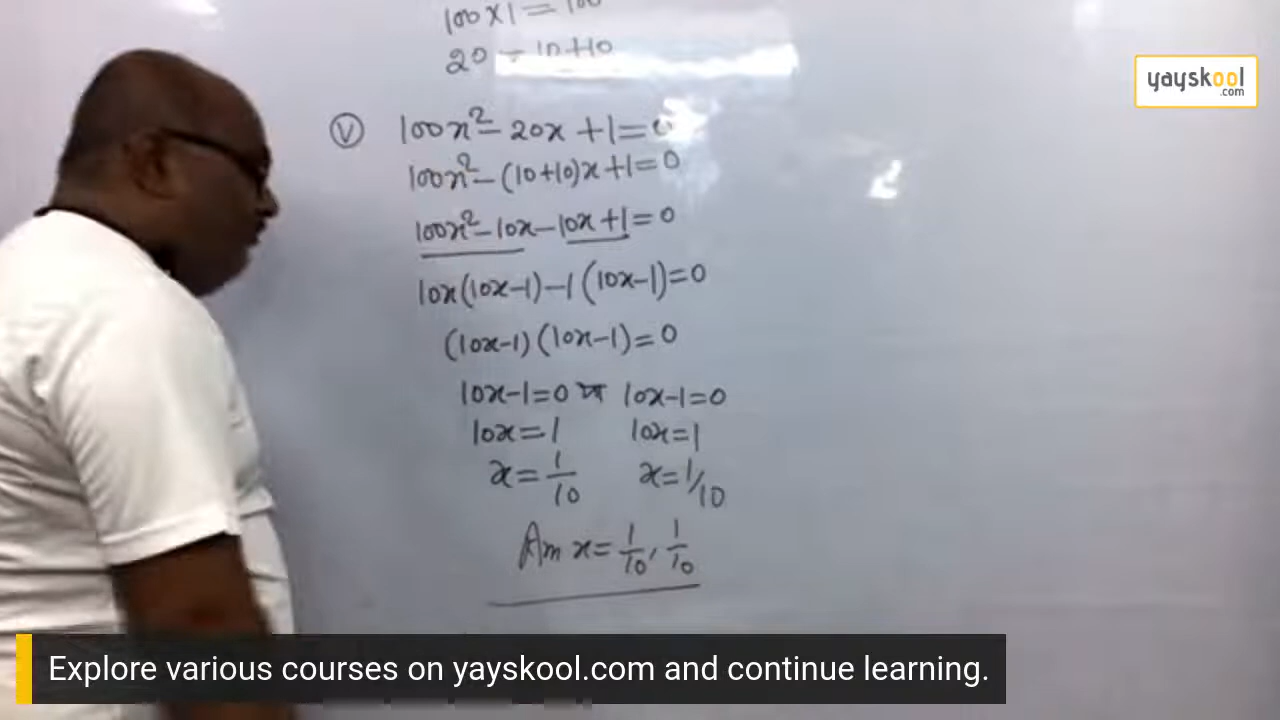 100 × 1 = 100
20 = 10+10
yayskool
.com
(V) 100x² - 20x + 1 = 0
100x² - (10+10)x + 1 = 0
100x² - 10x - 10x + 1 = 0
10x(10x-1) - 1(10x-1) = 0
(10x-1)(10x-1) = 0
10x-1=0 या 10x-1=0
10x=1 10x=1
x=1/10 x=1/10
Ans x = 1/10, 1/10
Explore various courses on yayskool.com and continue learning.